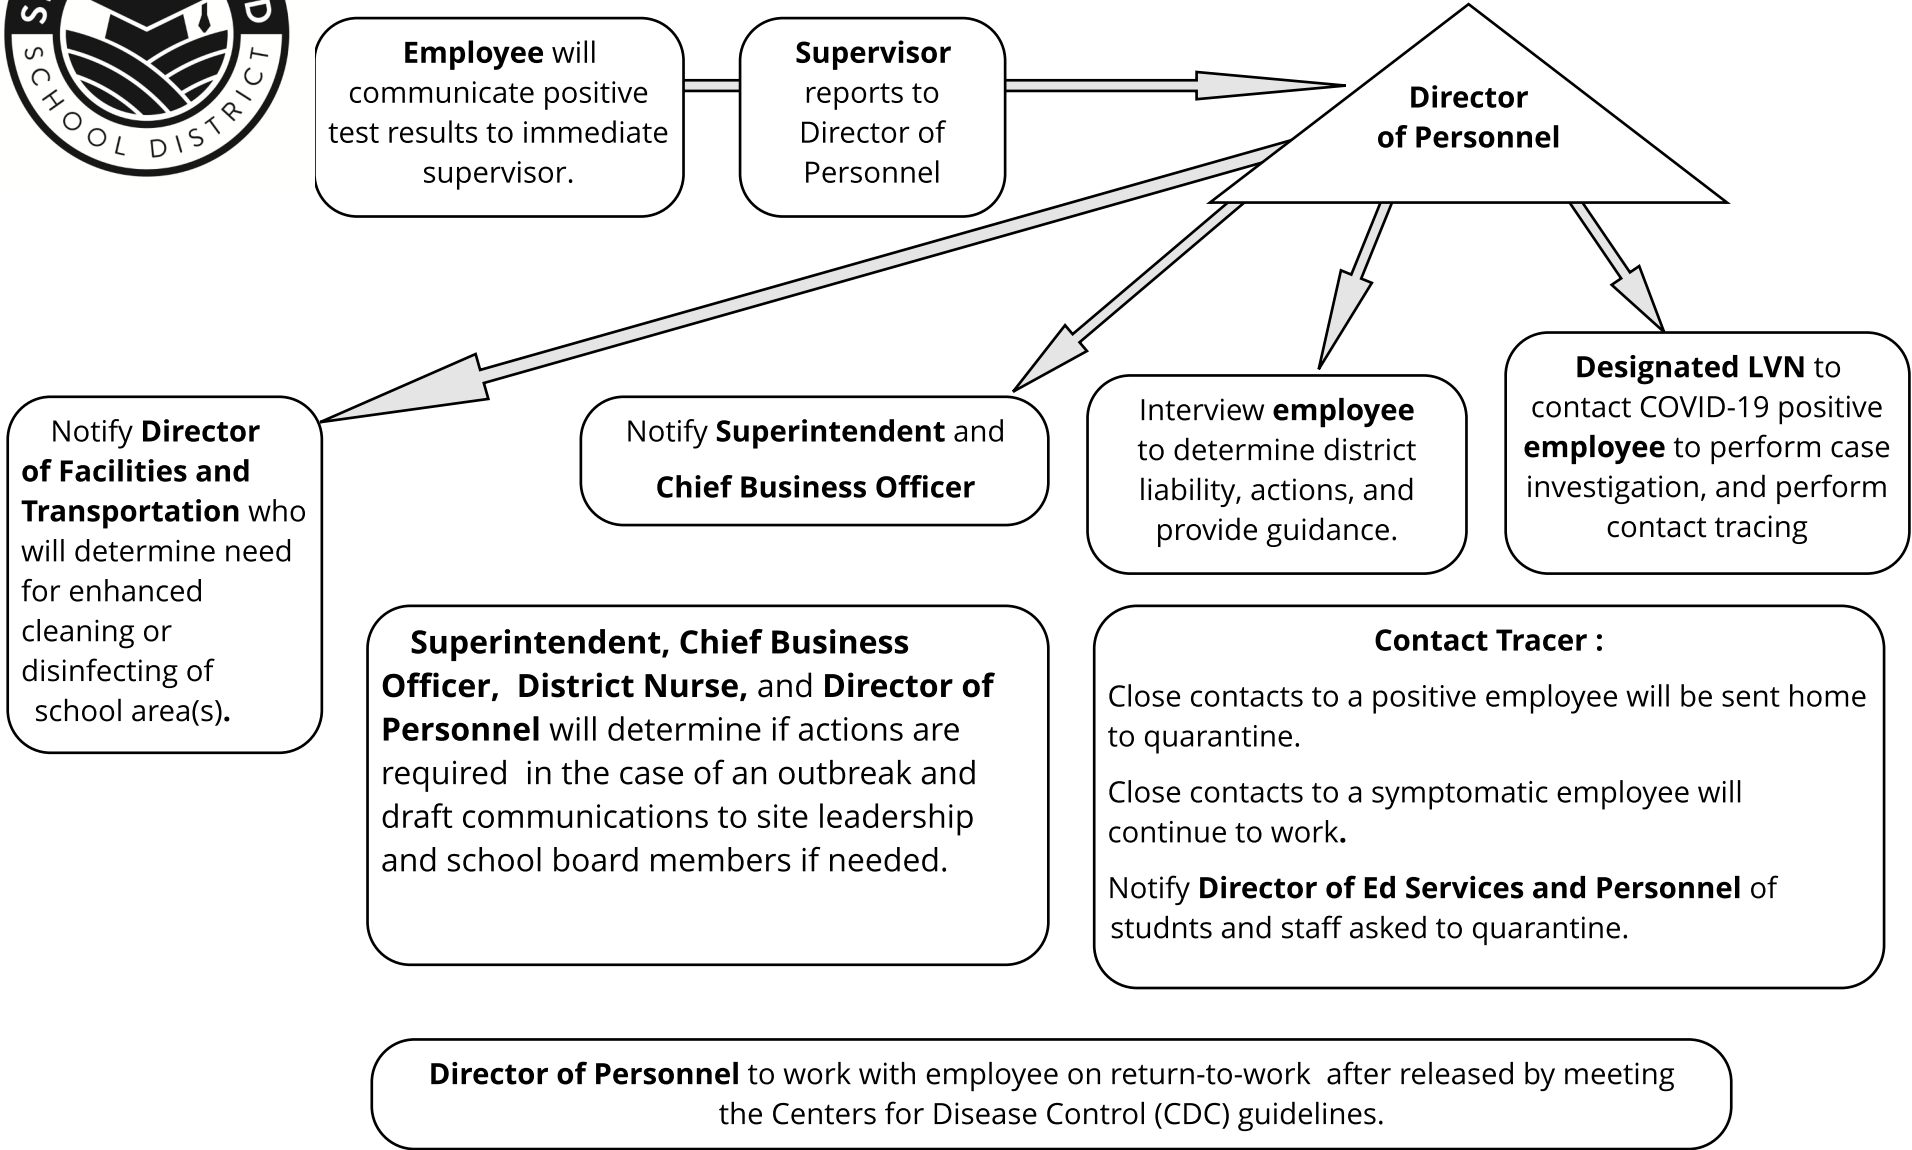 SCHOOL DISTRICT
Employee will
communicate positive
test results to immediate
supervisor.
Supervisor
reports to
Director of
Personnel
Director
of Personnel
Notify Director
of Facilities and
Transportation who
will determine need
for enhanced
cleaning or
disinfecting of
school area(s).
Notify Superintendent and
Chief Business Officer
Interview employee
to determine district
liability, actions, and
provide guidance.
Designated LVN to
contact COVID-19 positive
employee to perform case
investigation, and perform
contact tracing
Superintendent, Chief Business
Officer,  District Nurse, and Director of
Personnel will determine if actions are
required  in the case of an outbreak and
draft communications to site leadership
and school board members if needed.
Contact Tracer :
Close contacts to a positive employee will be sent home
to quarantine.
Close contacts to a symptomatic employee will
continue to work.
Notify Director of Ed Services and Personnel of
studnts and staff asked to quarantine.
Director of Personnel to work with employee on return-to-work  after released by meeting
the Centers for Disease Control (CDC) guidelines.